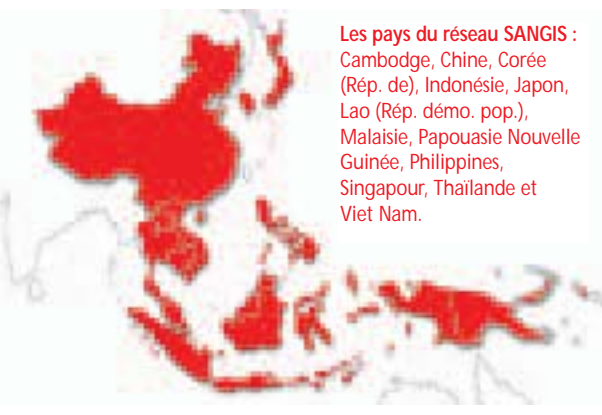 Les pays du réseau SANGIS :
Cambodge, Chine, Corée
(Rép. de), Indonésie, Japon,
Lao (Rép. démo. pop.),
Malaisie, Papouasie Nouvelle
Guinée, Philippines,
Singapour, Thaïlande et
Viet Nam.